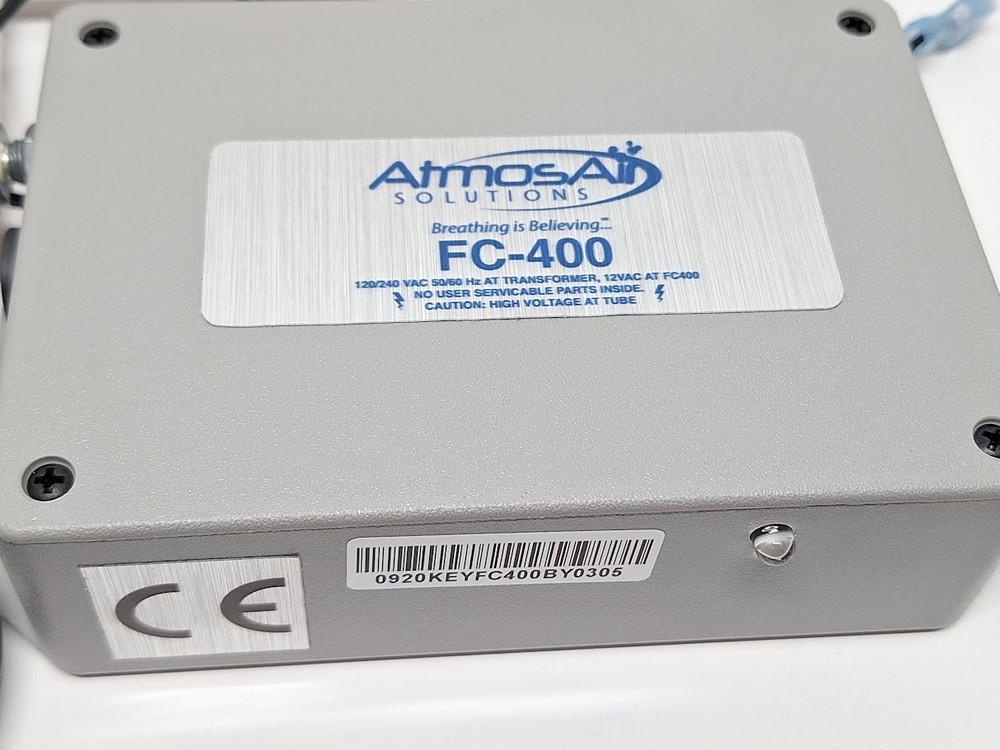 AtmosAir
SOLUTIONS
Breathing is Believing...™
FC-400
120/240 VAC 50/60 Hz AT TRANSFORMER, 12VAC AT FC400
NO USER SERVICABLE PARTS INSIDE.
CAUTION: HIGH VOLTAGE AT TUBE
0920KEYFC400BY0305
CE